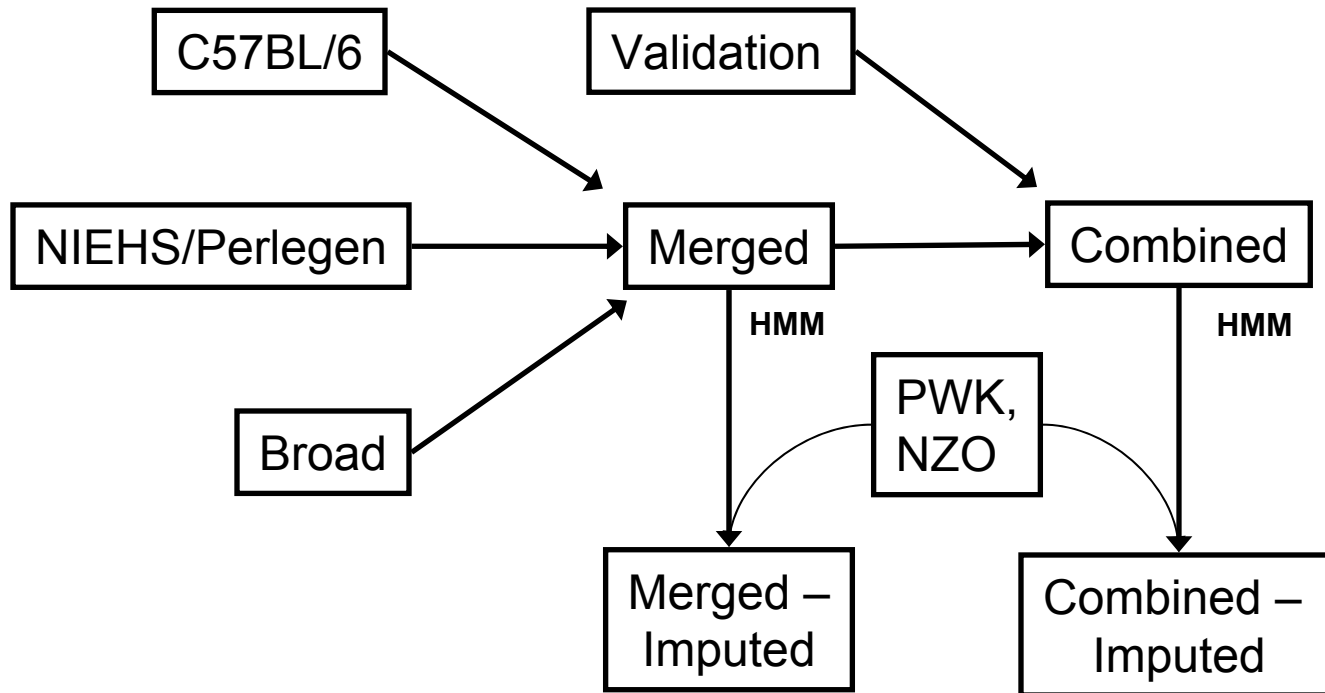 C57BL/6
Validation
NIEHS/Perlegen
Merged
Combined
HMM
HMM
PWK,
NZO
Broad
Merged –
Imputed
Combined –
Imputed